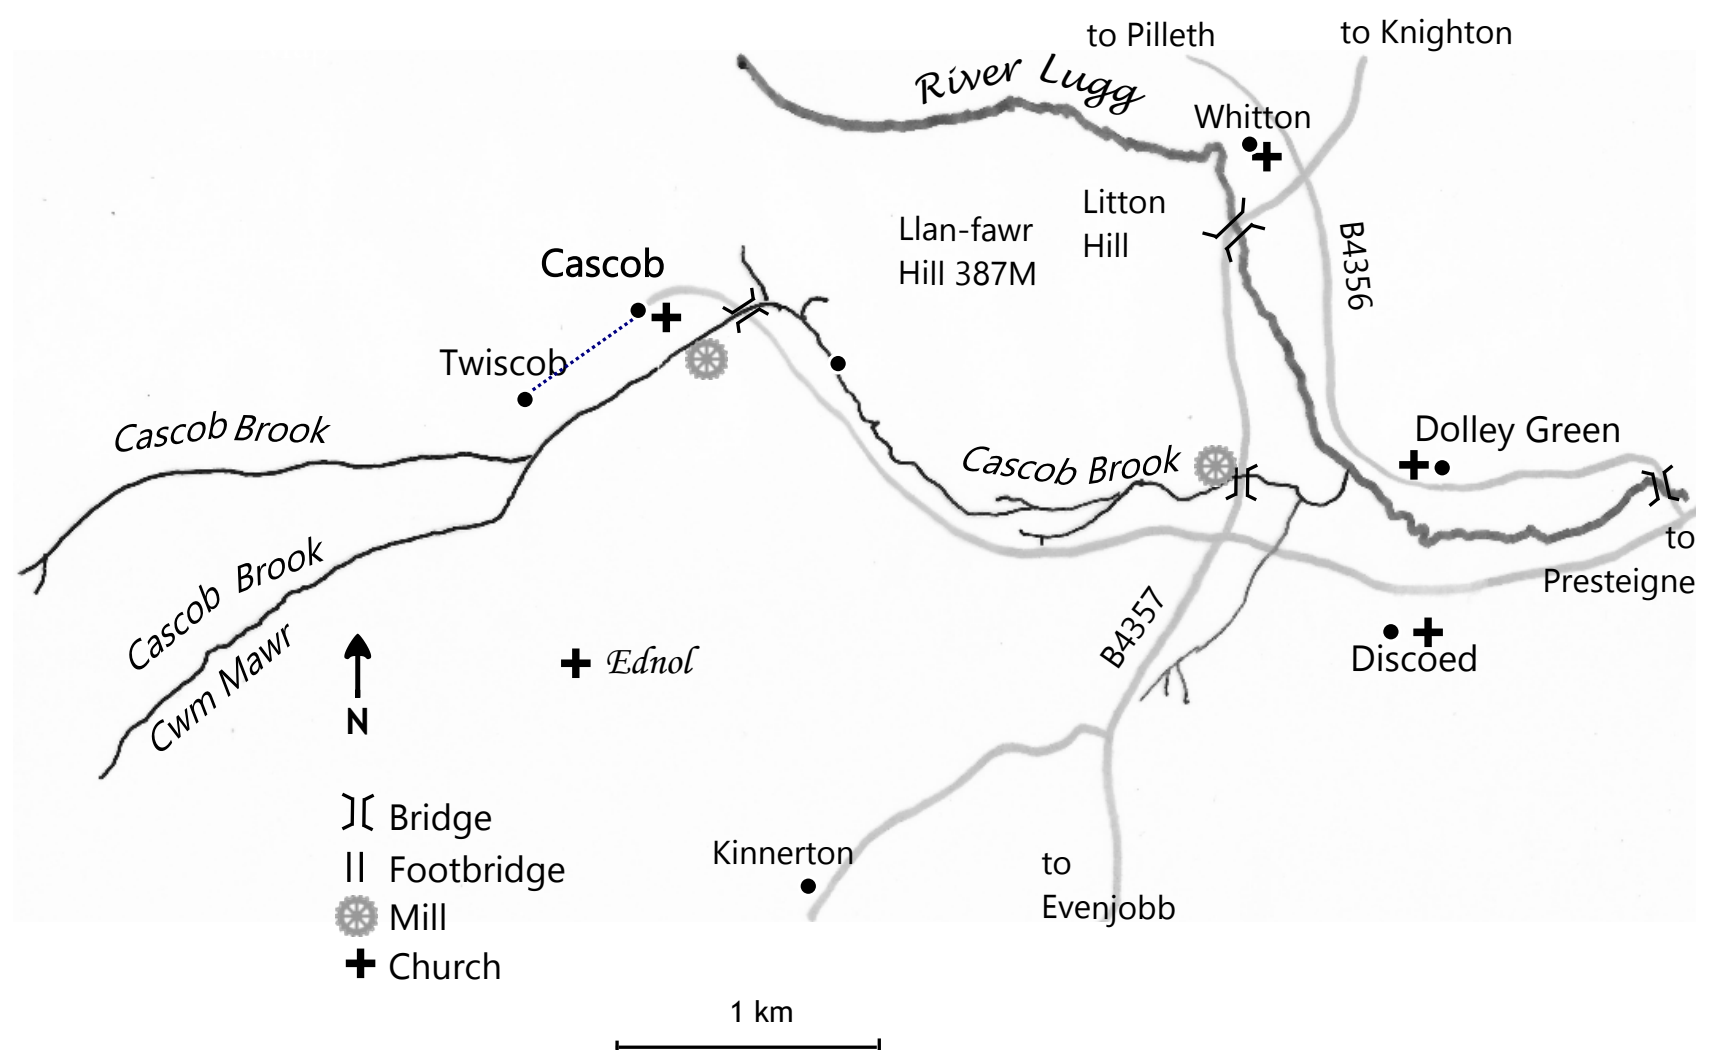 to Pilleth
to Knighton
River Lugg
Whitton
Litton
Hill
Llan-fawr
Hill 387M
B4356
Cascob
Twiscob
Cascob Brook
Dolley Green
Cascob Brook
to
Presteigne
Cascob Brook
Cwm Mawr
B4357
Discoed
Ednol
N
Bridge
Footbridge
Mill
Church
Kinnerton
to
Evenjobb
1 km